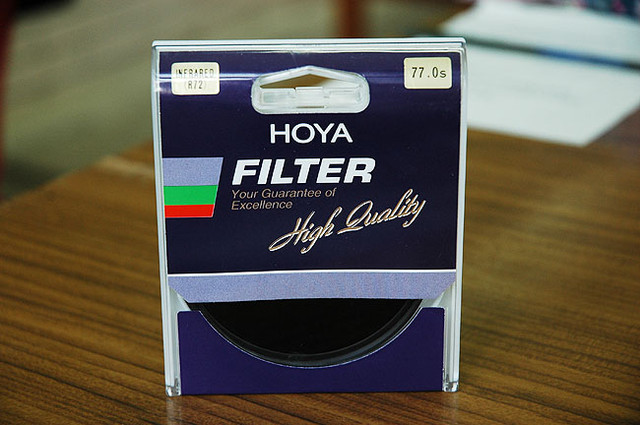 INFRARED
(R72)
77.0s
HOYA
FILTER
Your Guarantee of
Excellence
High Quality